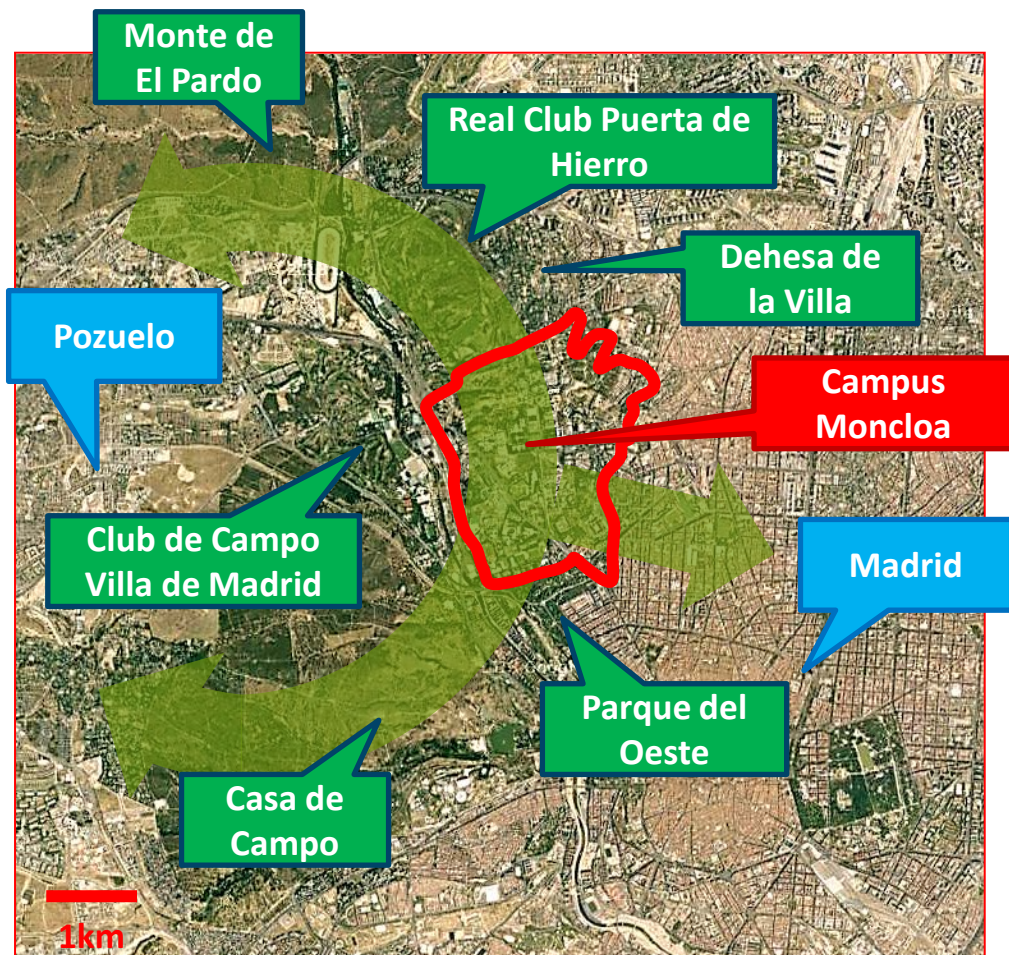 Monte de
El Pardo
Real Club Puerta de
Hierro
Dehesa de
la Villa
Pozuelo
Campus
Moncloa
Club de Campo
Villa de Madrid
Madrid
Parque del
Oeste
Casa de
Campo
1km